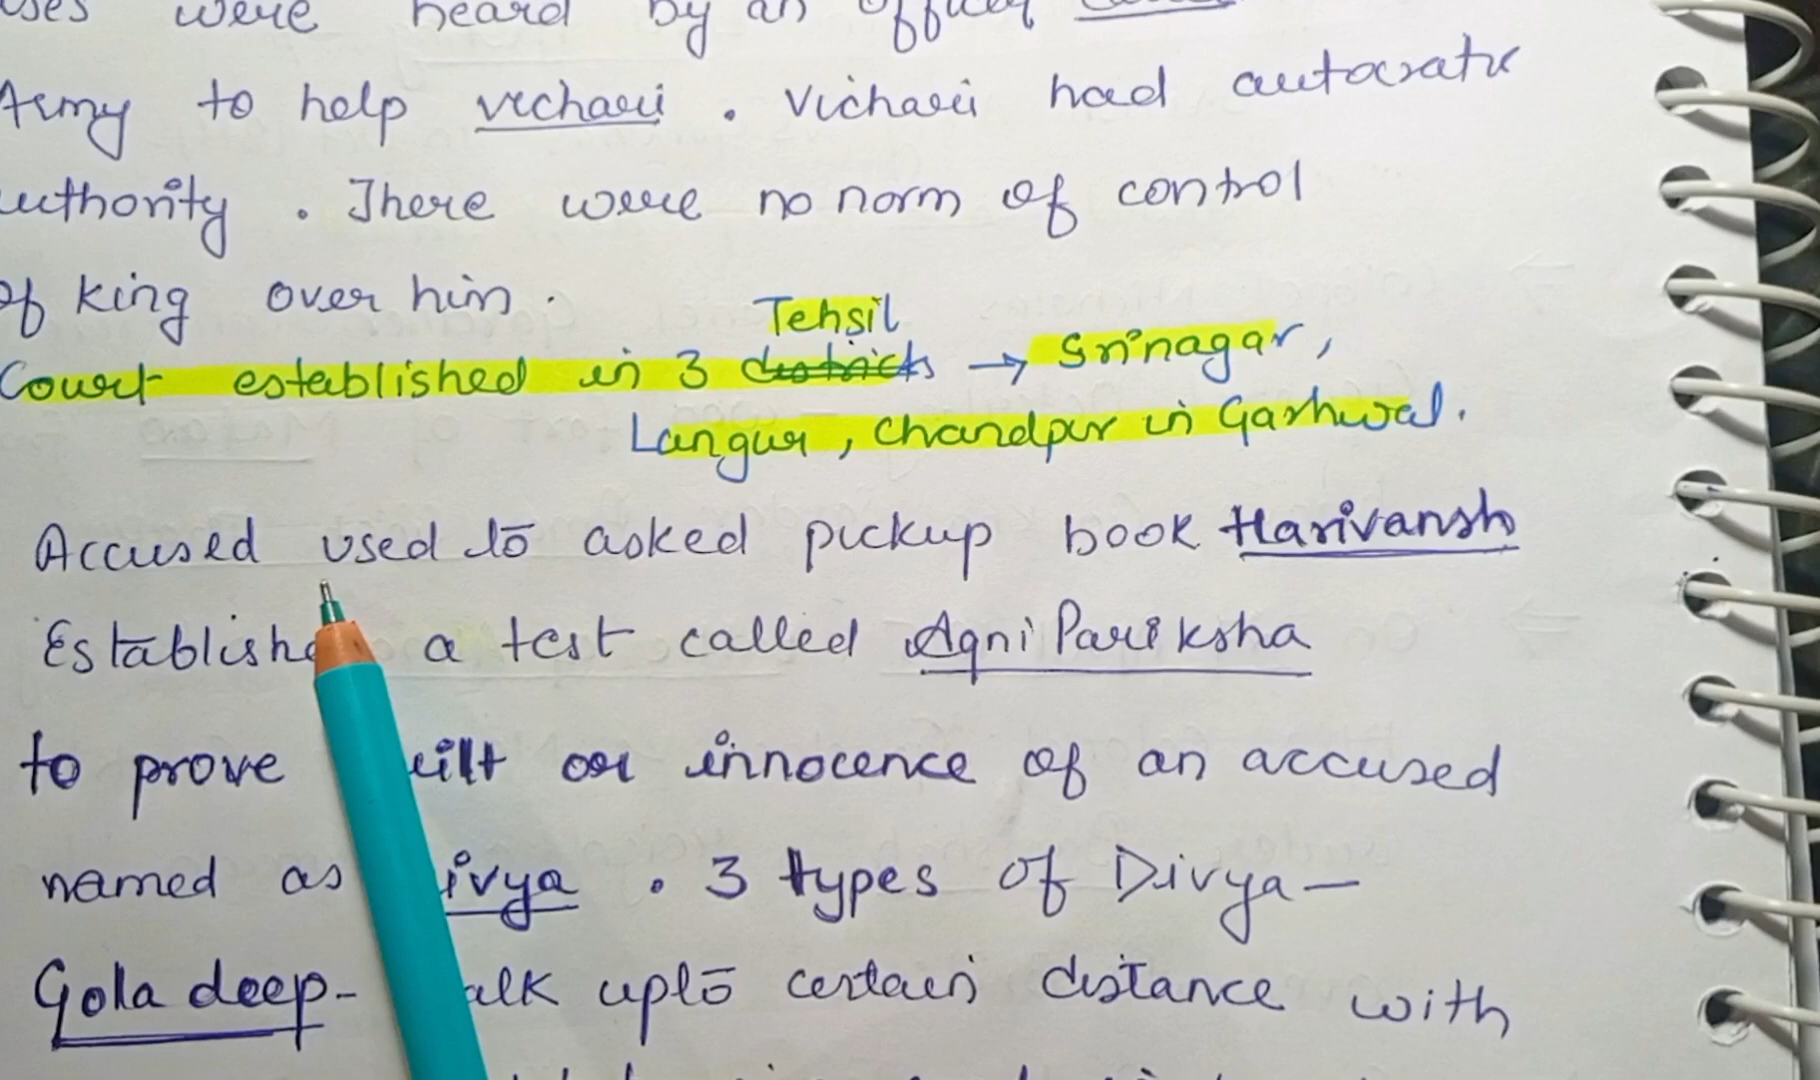 were heard by an officer
Army to help vichari . Vichari had autocratic
uthority . There were no norm of control
of king over him .
Tehsil
Court established in 3 districts → Srinagar,
Langur, Chandpur in Garhwal.
Accused used to asked pickup book Harivansh
Establishe a test called Agni Pariksha
to prove uilt or innocence of an accused
named as ivya . 3 types of Divya –
Gola deep - alk upto certain distance with